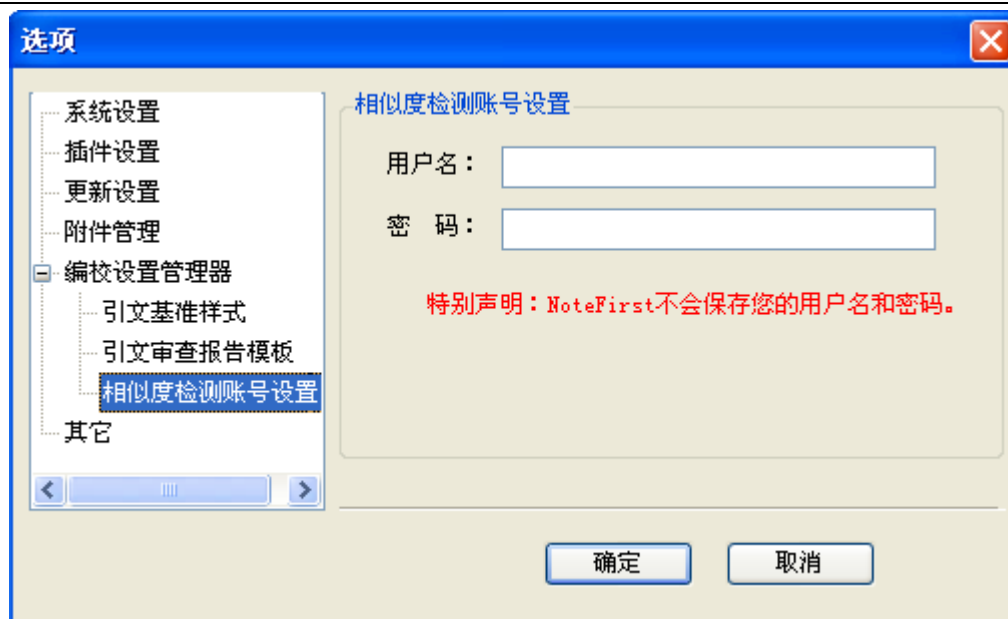 选项
系统设置
插件设置
更新设置
附件管理
编校设置管理器
引文基准样式
引文审查报告模板
相似度检测账号设置
其它
相似度检测账号设置
用户名：
密 码：
特别声明：NoteFirst不会保存您的用户名和密码。
确定
取消